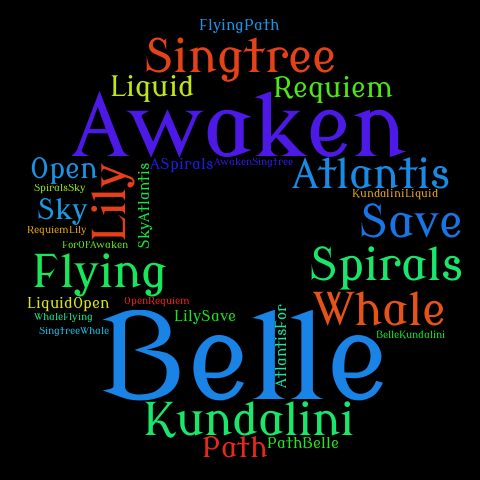 FlyingPath
Singtree
Liquid
Requiem
Awaken
ASpirals
AwakenSingtree
Open
Atlantis
SpiralsSky
KundaliniLiquid
Lily
SkyAtlantis
Sky
Save
RequiemLily
ForOfAwaken
Flying
Spirals
LiquidOpen
OpenRequiem
Whale
WhaleFlying
LilySave
AtlantisFor
SingtreeWhale
BelleKundalini
Belle
Kundalini
Path
PathBelle